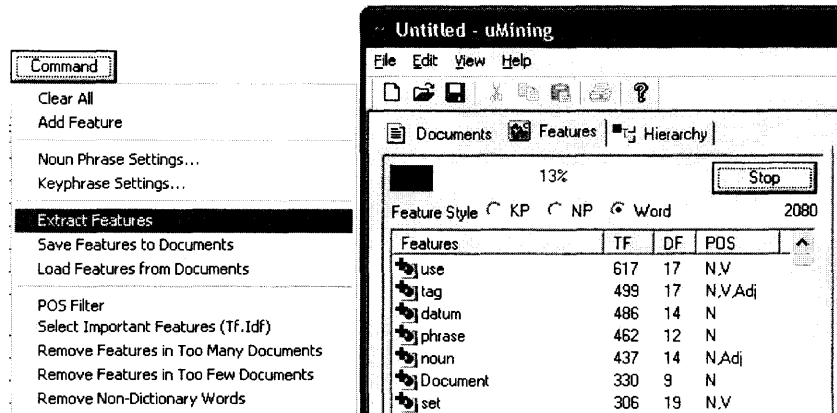 Command
Clear All
Add Feature
Noun Phrase Settings...
Keyphrase Settings...
Extract Features
Save Features to Documents
Load Features from Documents
POS Filter
Select Important Features (Tf.Idf)
Remove Features in Too Many Documents
Remove Features in Too Few Documents
Remove Non-Dictionary Words
Untitled - uMining
File Edit View Help
Documents Features Hierarchy
13% Stop
Feature Style KP NP Word 2080
Features TF DF POS
use 617 17 N,V
tag 499 17 N,V,Adj
datum 486 14 N
phrase 462 12 N
noun 437 14 N,Adj
Document 330 9 N
set 306 19 N,V